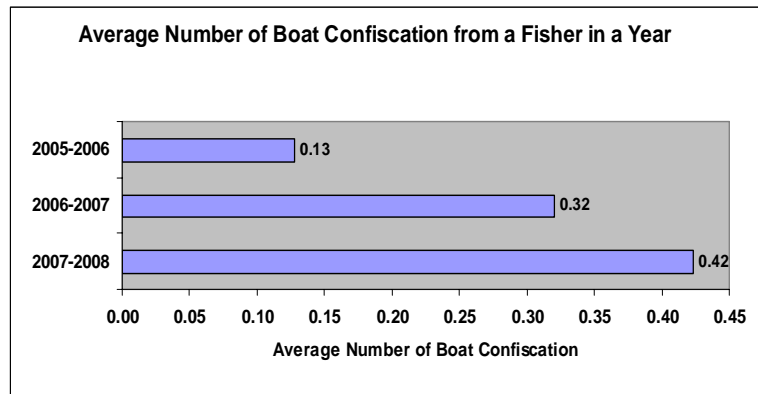 Average Number of Boat Confiscation from a Fisher in a Year
2005-2006
0.13
2006-2007
0.32
2007-2008
0.42
0.00 0.05 0.10 0.15 0.20 0.25 0.30 0.35 0.40 0.45
Average Number of Boat Confiscation